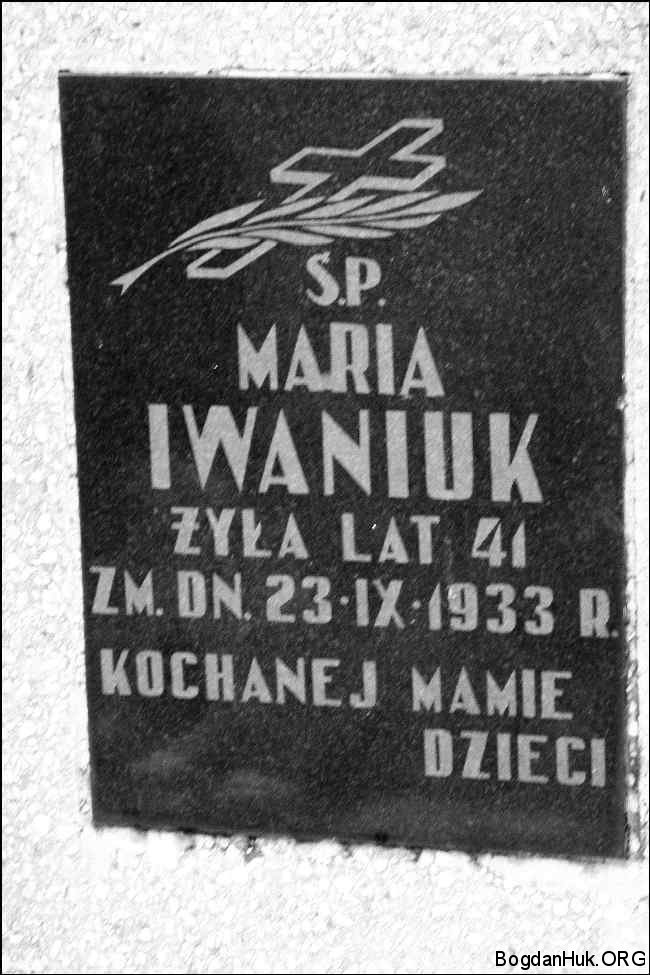 Ś.P.
MARIA
IWANIUK
ŻYŁA LAT 41
ZM. DN. 23·IX·1933 R.
KOCHANEJ MAMIE
DZIECI
BogdanHuk.ORG